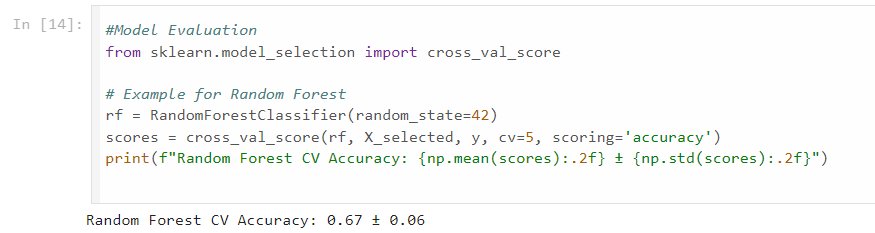 In [14]:
#Model Evaluation
from sklearn.model_selection import cross_val_score
# Example for Random Forest
rf = RandomForestClassifier(random_state=42)
scores = cross_val_score(rf, X_selected, y, cv=5, scoring='accuracy')
print(f"Random Forest CV Accuracy: {np.mean(scores):.2f} ± {np.std(scores):.2f}")
Random Forest CV Accuracy: 0.67 ± 0.06